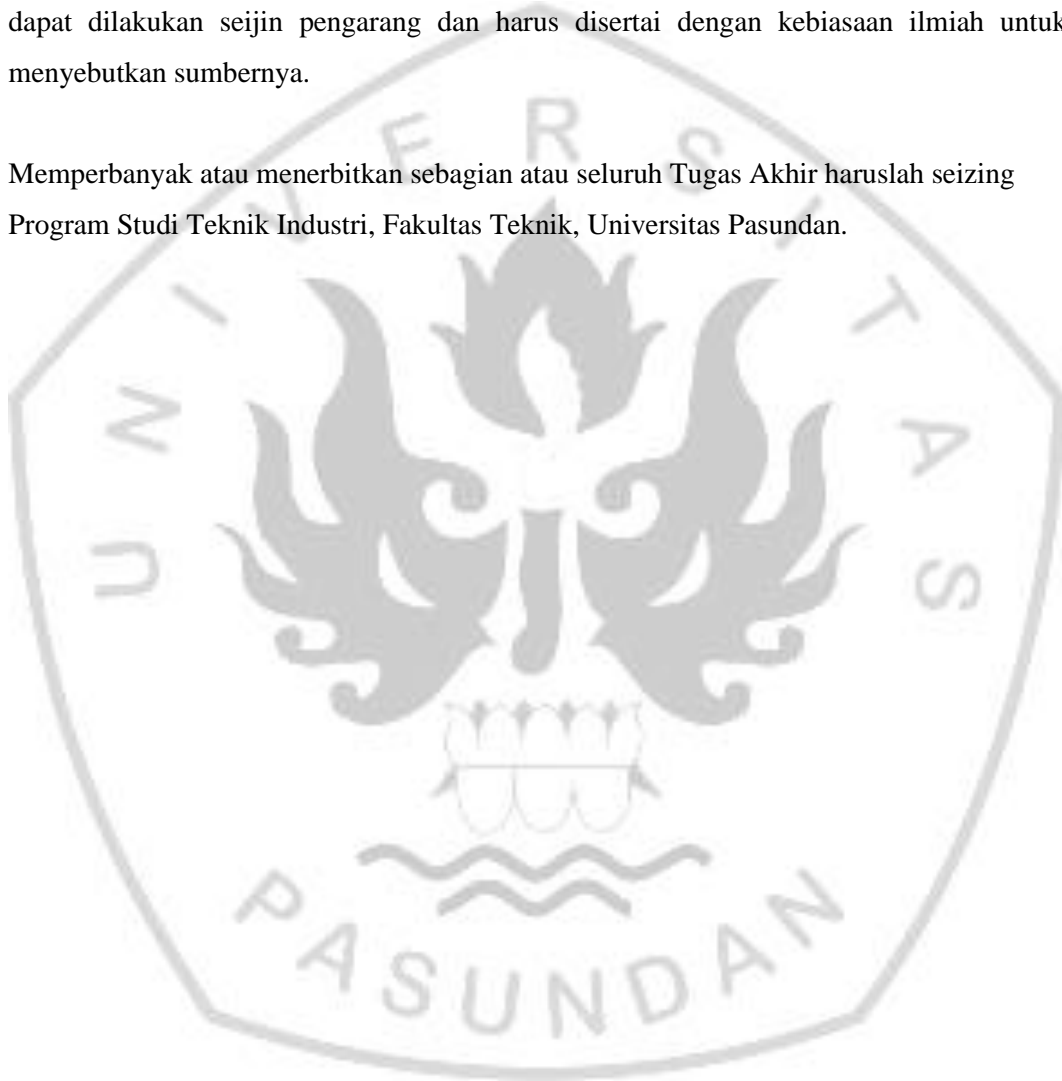 dapat dilakukan seijin pengarang dan harus disertai dengan kebiasaan ilmiah untuk
menyebutkan sumbernya.
Memperbanyak atau menerbitkan sebagian atau seluruh Tugas Akhir haruslah seizing
Program Studi Teknik Industri, Fakultas Teknik, Universitas Pasundan.
UNIVERSITAS
PASUNDAN